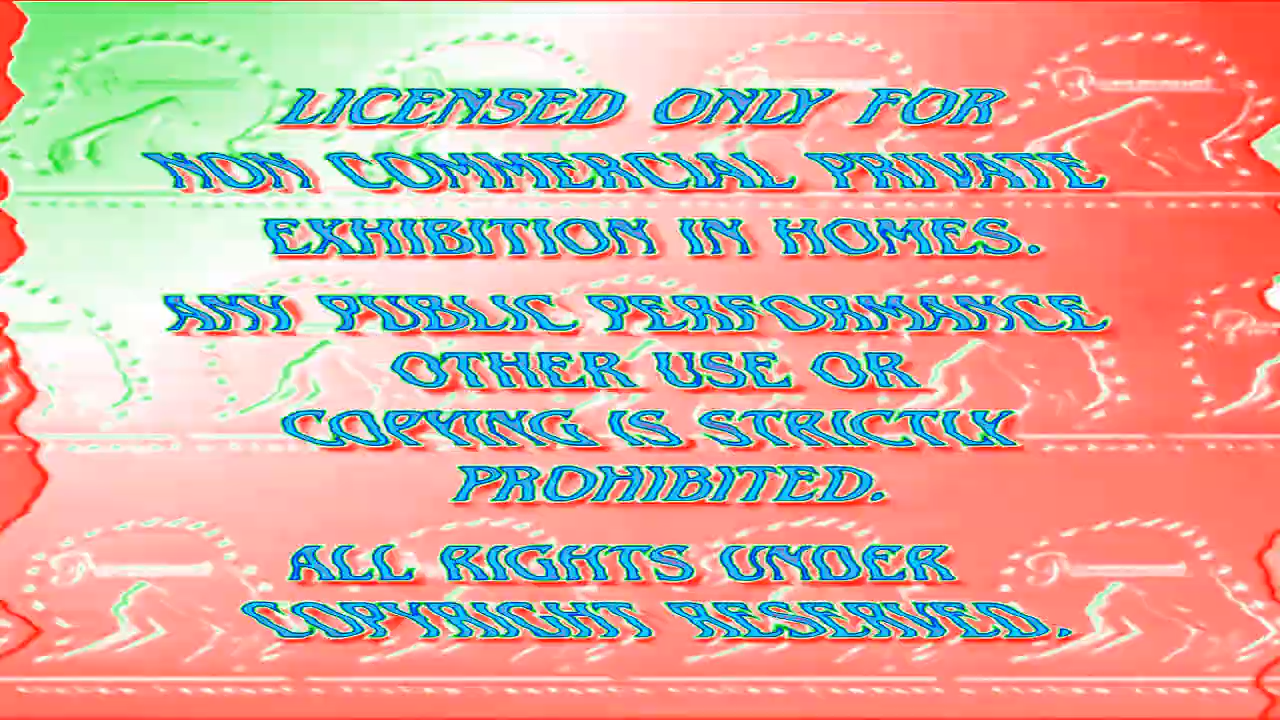 LICENSED ONLY FOR
NON COMMERCIAL PRIVATE
EXHIBITION IN HOMES.
ANY PUBLIC PERFORMANCE
OTHER USE OR
COPYING IS STRICTLY
PROHIBITED.
ALL RIGHTS UNDER
COPYRIGHT RESERVED.